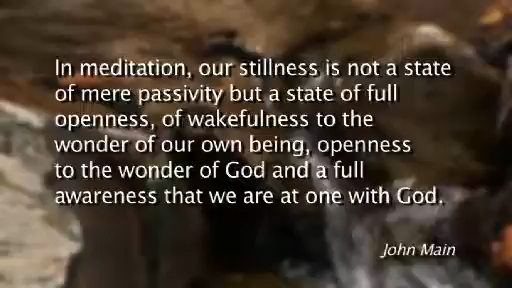 In meditation, our stillness is not a state
of mere passivity but a state of full
openness, of wakefulness to the
wonder of our own being, openness
to the wonder of God and a full
awareness that we are at one with God.
John Main